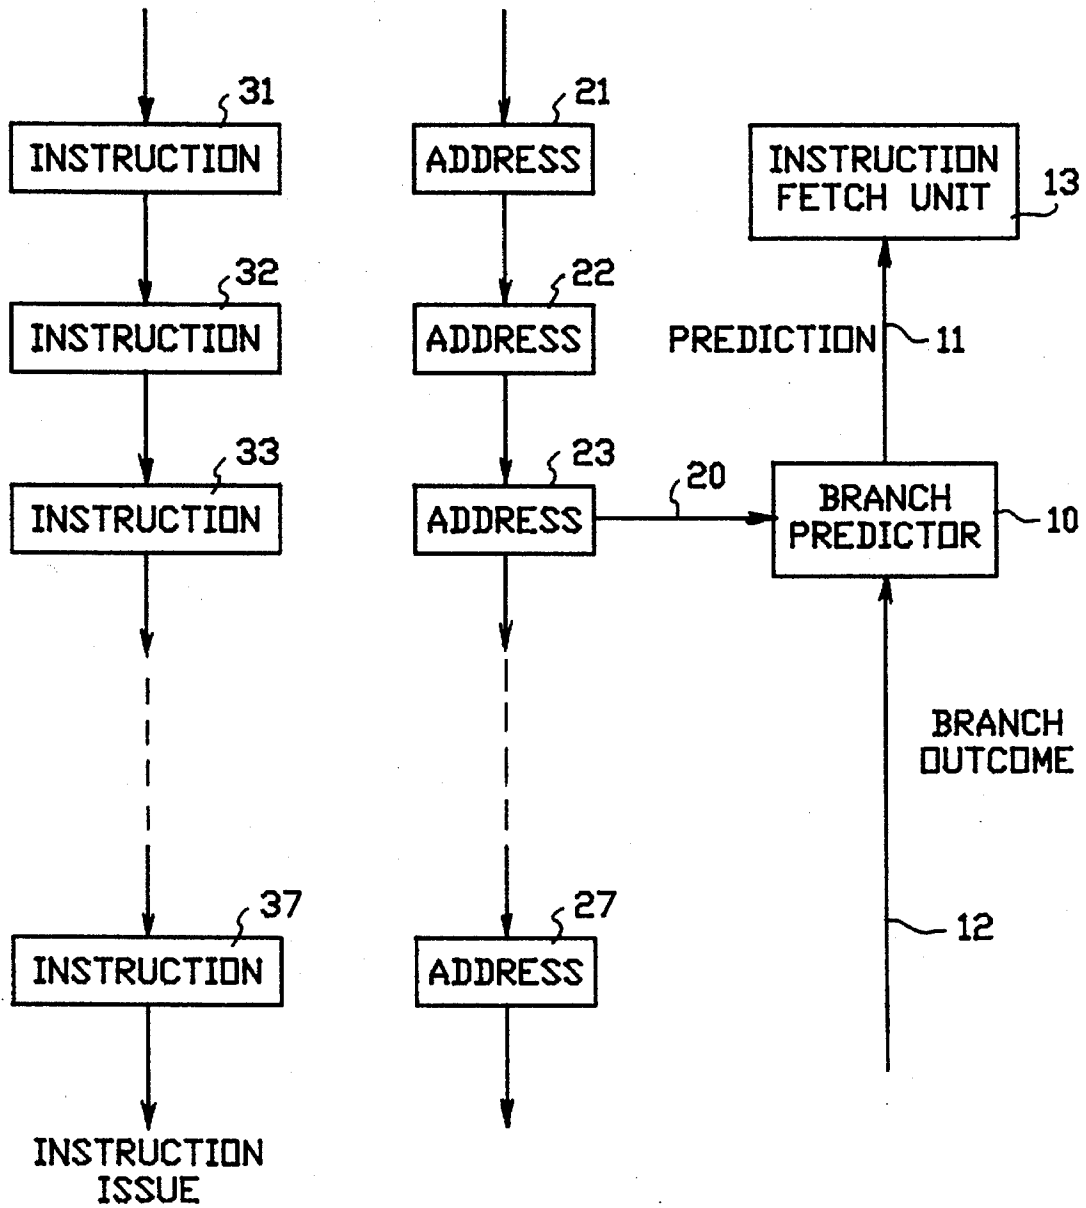 31
INSTRUCTION
32
INSTRUCTION
33
INSTRUCTION
37
INSTRUCTION
INSTRUCTION
ISSUE
21
ADDRESS
22
ADDRESS
23
ADDRESS
20
27
ADDRESS
INSTRUCTION
FETCH UNIT
13
PREDICTION
11
BRANCH
PREDICTOR
10
BRANCH
OUTCOME
12